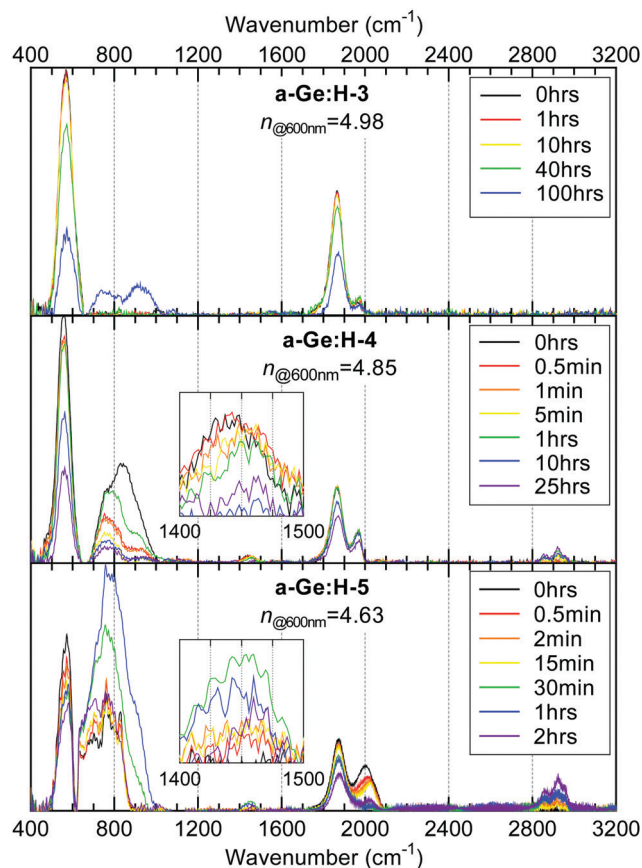 Wavenumber (cm⁻¹)
400 800 1200 1600 2000 2400 2800 3200
a-Ge:H-3
n@600nm=4.98
0hrs
1hrs
10hrs
40hrs
100hrs
a-Ge:H-4
n@600nm=4.85
0hrs
0.5min
1min
5min
1hrs
10hrs
25hrs
1400 1500
a-Ge:H-5
n@600nm=4.63
0hrs
0.5min
2min
15min
30min
1hrs
2hrs
1400 1500
400 800 1200 1600 2000 2400 2800 3200
Wavenumber (cm⁻¹)